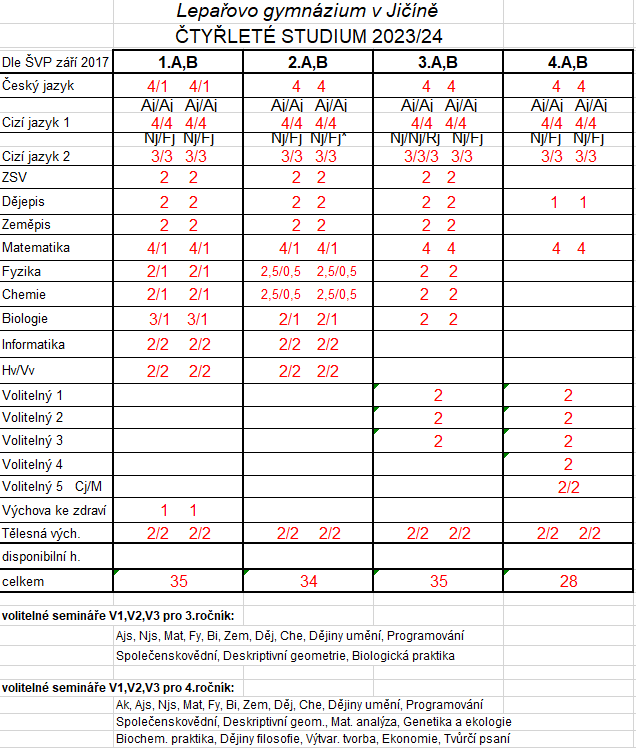 Lepařovo gymnázium v Jičíně
ČTYŘLETÉ STUDIUM 2023/24
Dle ŠVP září 2017 1.A,B 2.A,B 3.A,B 4.A,B
Český jazyk 4/1 4/1 4 4 4 4 4 4
Aj/Aj Aj/Aj Aj/Aj Aj/Aj Aj/Aj Aj/Aj Aj/Aj Aj/Aj
Cizí jazyk 1 4/4 4/4 4/4 4/4 4/4 4/4 4/4 4/4
Nj/Fj Nj/Fj Nj/Fj Nj/Fj* Nj/Nj/Rj Nj/Fj Nj/Fj Nj/Fj
Cizí jazyk 2 3/3 3/3 3/3 3/3 3/3/3 3/3 3/3 3/3
ZSV 2 2 2 2 2 2
Dějepis 2 2 2 2 2 2 1 1
Zeměpis 2 2 2 2 2 2
Matematika 4/1 4/1 4/1 4/1 4 4 4 4
Fyzika 2/1 2/1 2,5/0,5 2,5/0,5 2 2
Chemie 2/1 2/1 2,5/0,5 2,5/0,5 2 2
Biologie 3/1 3/1 2/1 2/1 2 2
Informatika 2/2 2/2 2/2 2/2
Hv/Vv 2/2 2/2 2/2 2/2
Volitelný 1 2 2
Volitelný 2 2 2
Volitelný 3 2 2
Volitelný 4 2
Volitelný 5 Cj/M 2/2
Výchova ke zdraví 1 1
Tělesná vých. 2/2 2/2 2/2 2/2 2/2 2/2 2/2 2/2
disponibilní h.
celkem 35 34 35 28
volitelné semináře V1,V2,V3 pro 3.ročník:
Ajs, Njs, Mat, Fy, Bi, Zem, Děj, Che, Dějiny umění, Programování
Společenskovědní, Deskriptivní geometrie, Biologická praktika
volitelné semináře V1,V2,V3 pro 4.ročník:
Ak, Ajs, Njs, Mat, Fy, Bi, Zem, Děj, Che, Dějiny umění, Programování
Společenskovědní, Deskriptivní geom., Mat. analýza, Genetika a ekologie
Biochem. praktika, Dějiny filosofie, Výtvar. tvorba, Ekonomie, Tvůrčí psaní